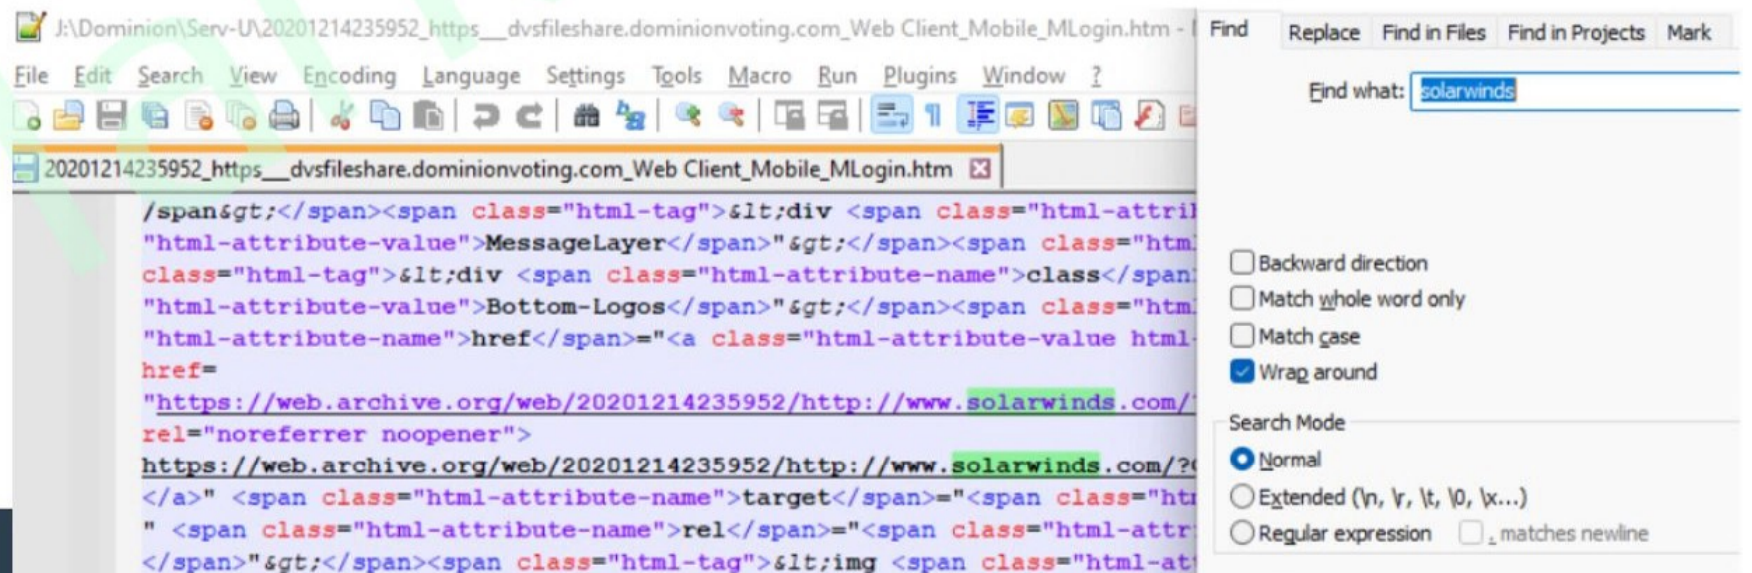 J:\Dominion\Serv-U\20201214235952_https__dvsfileshare.dominionvoting.com_Web Client_Mobile_MLogin.htm -
File Edit Search View Encoding Language Settings Tools Macro Run Plugins Window ?
20201214235952_https__dvsfileshare.dominionvoting.com_Web Client_Mobile_MLogin.htm
/span&gt;</span><span class="html-tag">&lt;div <span class="html-attrib
"html-attribute-value">MessageLayer</span>"&gt;</span><span class="html
class="html-tag">&lt;div <span class="html-attribute-name">class</span>
"html-attribute-value">Bottom-Logos</span>"&gt;</span><span class="html
"html-attribute-name">href</span>="<a class="html-attribute-value html-
href=
"https://web.archive.org/web/20201214235952/http://www.solarwinds.com/
rel="noreferrer noopener">
https://web.archive.org/web/20201214235952/http://www.solarwinds.com/?
</a>" <span class="html-attribute-name">target</span>="<span class="ht
" <span class="html-attribute-name">rel</span>="<span class="html-attr
</span>"&gt;</span><span class="html-tag">&lt;img <span class="html-at
Find Replace Find in Files Find in Projects Mark
Find what: solarwinds
Backward direction
Match whole word only
Match case
Wrap around
Search Mode
Normal
Extended (\n, \r, \t, \0, \x...)
Regular expression . matches newline